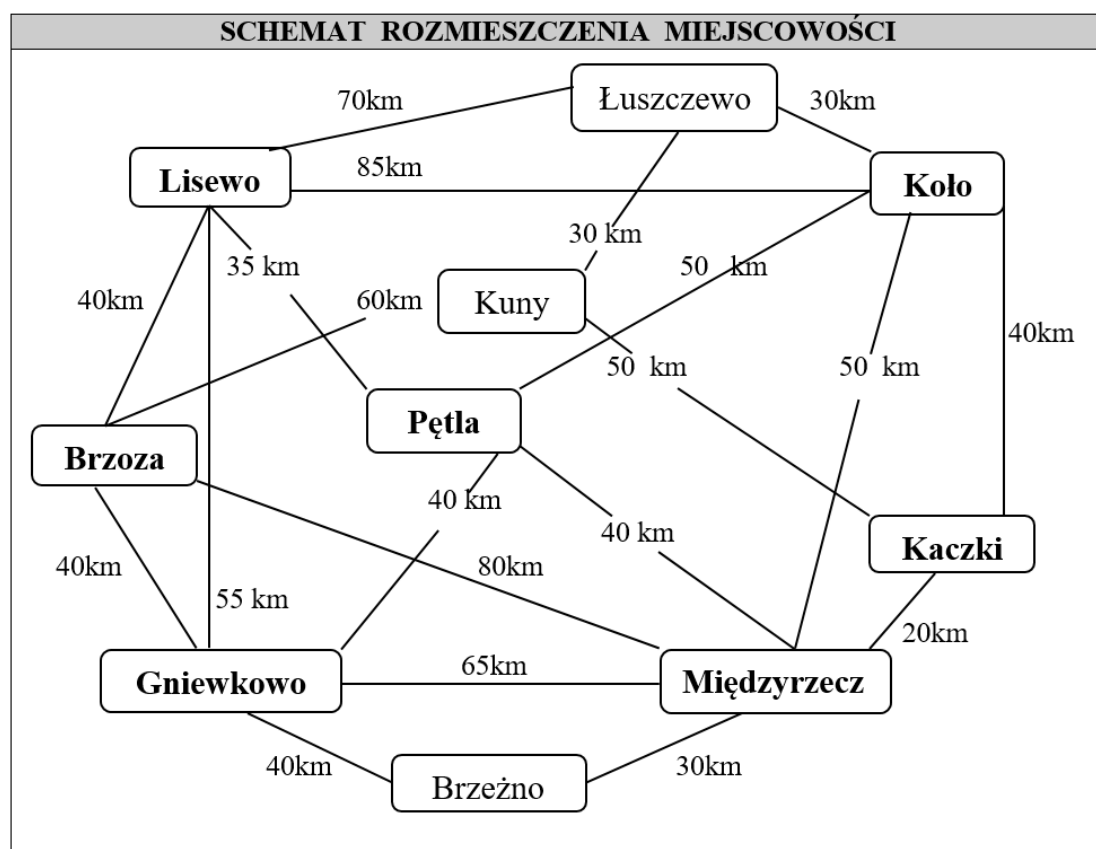 SCHEMAT ROZMIESZCZENIA MIEJSCOWOŚCI
Łuszczewo
70km
30km
Lisewo
85km
Koło
30 km
35 km
50 km
40km
60km
Kuny
40km
50 km
50 km
Pętla
Brzoza
40 km
40 km
Kaczki
40km
80km
55 km
20km
Gniewkowo
65km
Międzyrzecz
40km
Brzeżno
30km